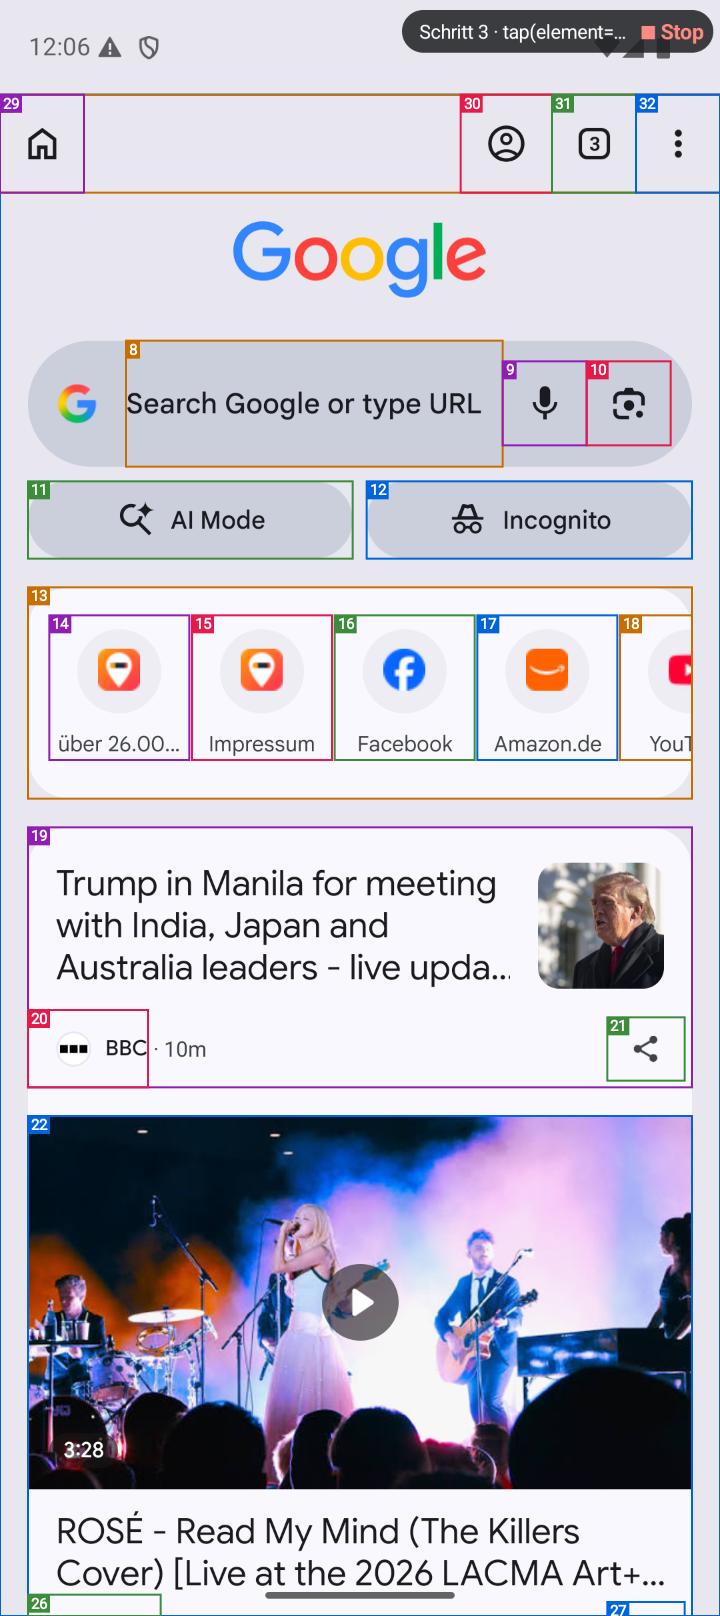 12:06
Schritt 3 · tap(element=... Stop
29
30
31
32
3
Google
8
Search Google or type URL
9
10
11
AI Mode
12
Incognito
13
14
15
16
17
18
über 26.00...
Impressum
Facebook
Amazon.de
YouT
19
Trump in Manila for meeting
with India, Japan and
Australia leaders - live upda...
20
BBC · 10m
21
22
3:28
ROSÉ - Read My Mind (The Killers
Cover) [Live at the 2026 LACMA Art+...
26
27